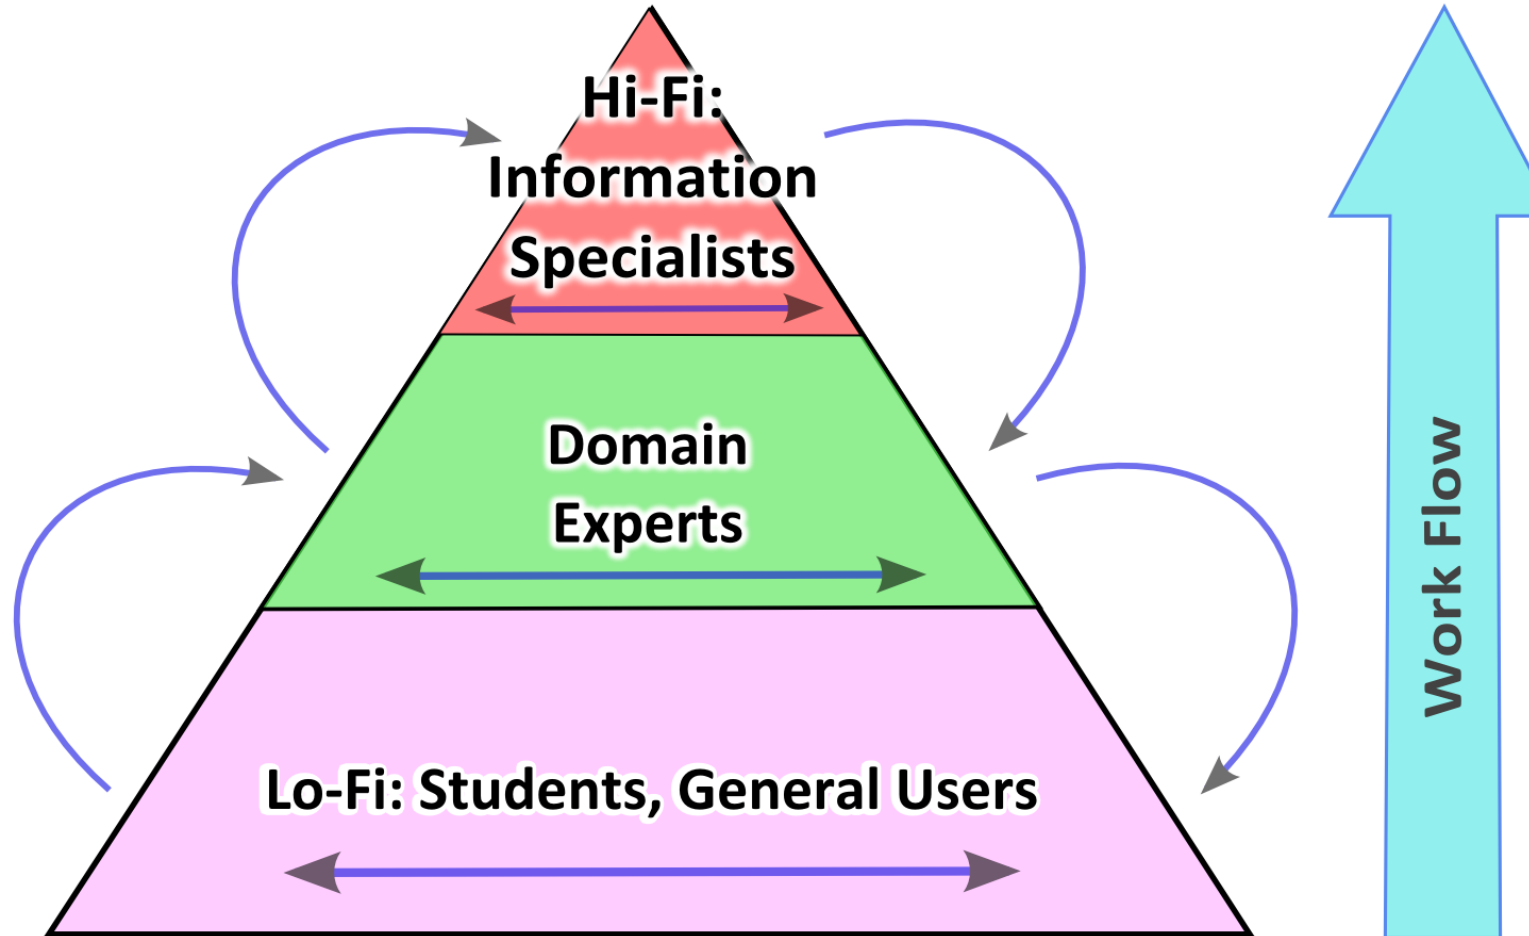 Hi-Fi:
Information
Specialists
Domain
Experts
Lo-Fi: Students, General Users
Work Flow